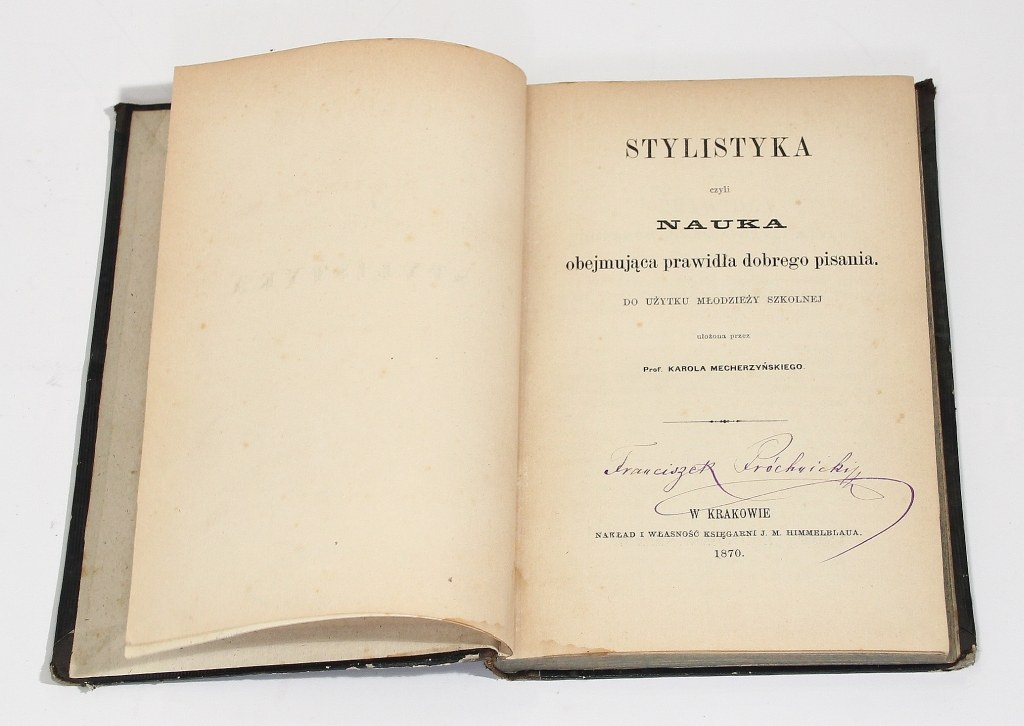 STYLISTYKA
czyli
NAUKA
obejmująca prawidła dobrego pisania.
DO UŻYTKU MŁODZIEŻY SZKOLNEJ
ułożona przez
Prof. KAROLA MECHERZYŃSKIEGO.
Franciszek Próchnicki
W KRAKOWIE
NAKŁAD I WŁASNOŚĆ KSIĘGARNI J. M. HIMMELBLAUA.
1870.